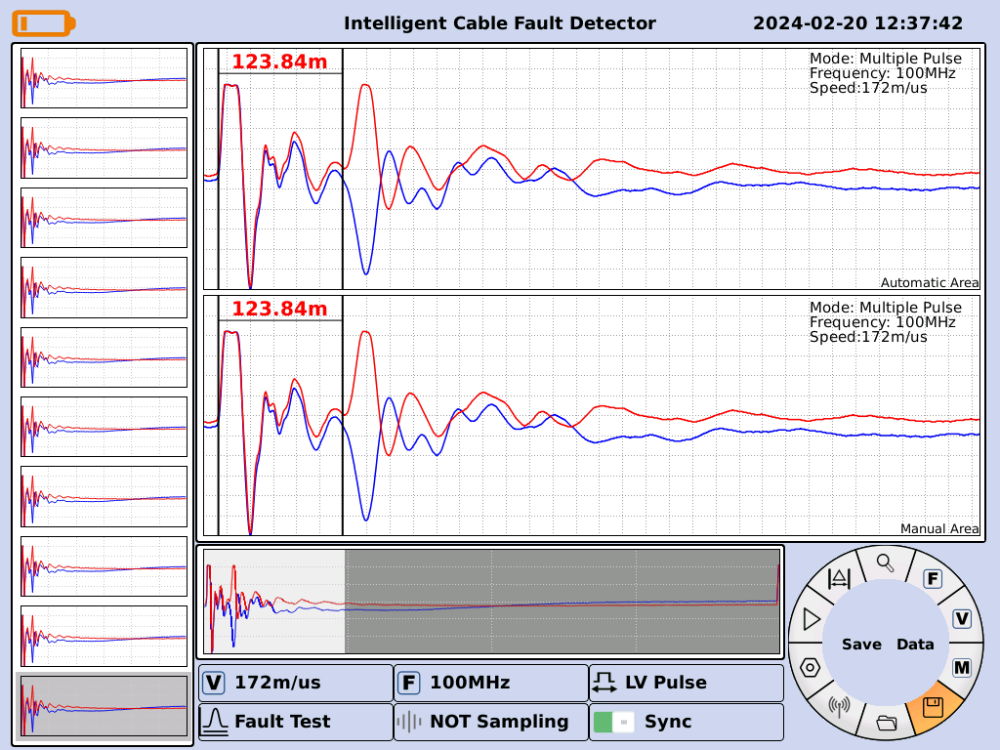 Intelligent Cable Fault Detector
2024-02-20 12:37:42
123.84m
Mode: Multiple Pulse
Frequency: 100MHz
Speed:172m/us
Automatic Area
123.84m
Mode: Multiple Pulse
Frequency: 100MHz
Speed:172m/us
Manual Area
F
V
M
Save Data
V 172m/us
F 100MHz
LV Pulse
Fault Test
NOT Sampling
Sync